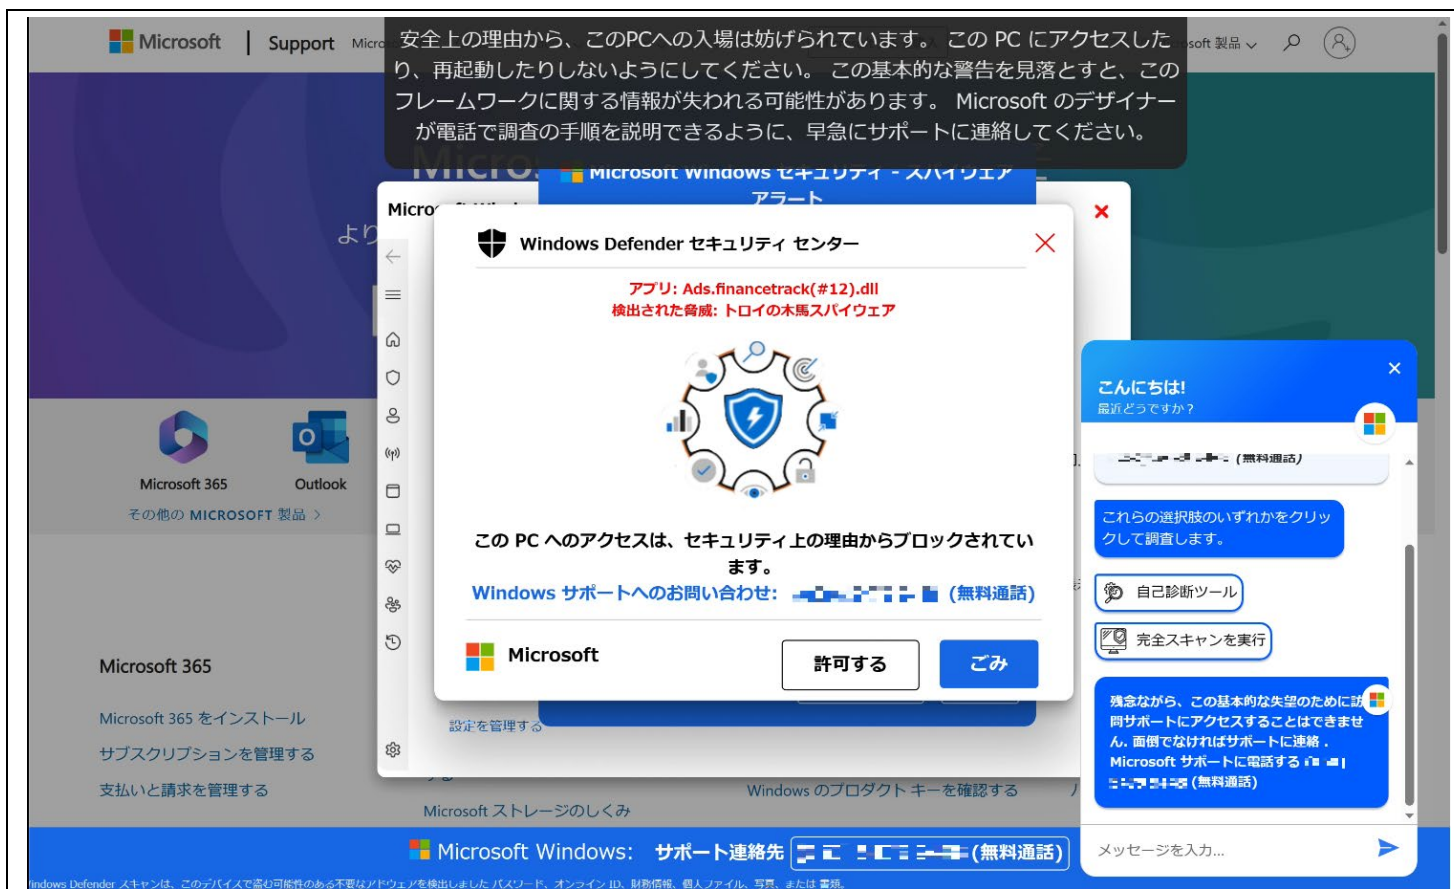 Microsoft
Support
Micro
soft 製品
安全上の理由から、このPCへの入場は妨げられています。 この PC にアクセスした
り、再起動したりしないようにしてください。 この基本的な警告を見落とすと、この
フレームワークに関する情報が失われる可能性があります。 Microsoft のデザイナー
が電話で調査の手順を説明できるように、早急にサポートに連絡してください。
Micros
より
Microsoft Windows セキュリティ - スパイウェア
アラート
Micro
Windows Defender セキュリティ センター
アプリ: Ads.financetrack(#12).dll
検出された脅威: トロイの木馬スパイウェア
この PC へのアクセスは、セキュリティ上の理由からブロックされてい
ます。
Windows サポートへのお問い合わせ:
(無料通話)
Microsoft
許可する
ごみ
設定を管理する
Microsoft 365
Outlook
その他の MICROSOFT 製品
Microsoft 365
Microsoft 365 をインストール
サブスクリプションを管理する
支払いと請求を管理する
する
Microsoft ストレージのしくみ
Windows のプロダクト キーを確認する
こんにちは!
最近どうですか?
(無料通話)
これらの選択肢のいずれかをクリッ
クして調査します。
自己診断ツール
完全スキャンを実行
残念ながら、この基本的な失望のために訪
問サポートにアクセスすることはできませ
ん. 面倒でなければサポートに連絡 .
Microsoft サポートに電話する
(無料通話)
メッセージを入力...
Microsoft Windows: サポート連絡先
(無料通話)
indows Defender スキャンは、このデバイスで盗む可能性のある不要なアドウェアを検出しました パスワード、オンライン ID、財務情報、個人ファイル、写真、または 書類。